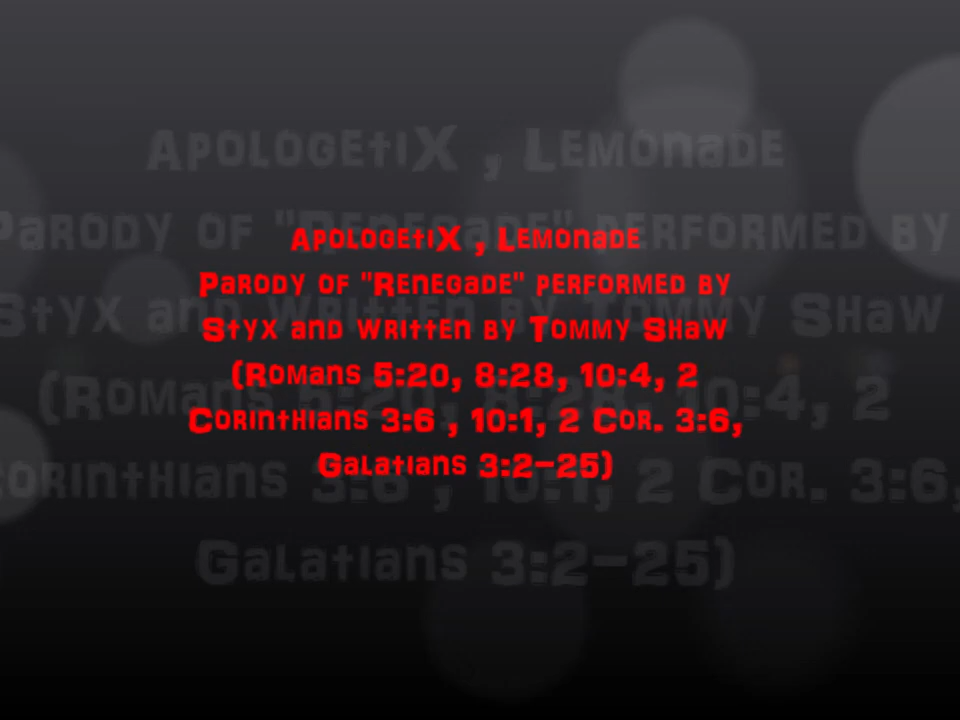 ApologetiX , Lemonade
Parody of "Renegade" performed by
Styx and written by Tommy Shaw
(Romans 5:20, 8:28, 10:4, 2
Corinthians 3:6 , 10:1, 2 Cor. 3:6,
Galatians 3:2-25)